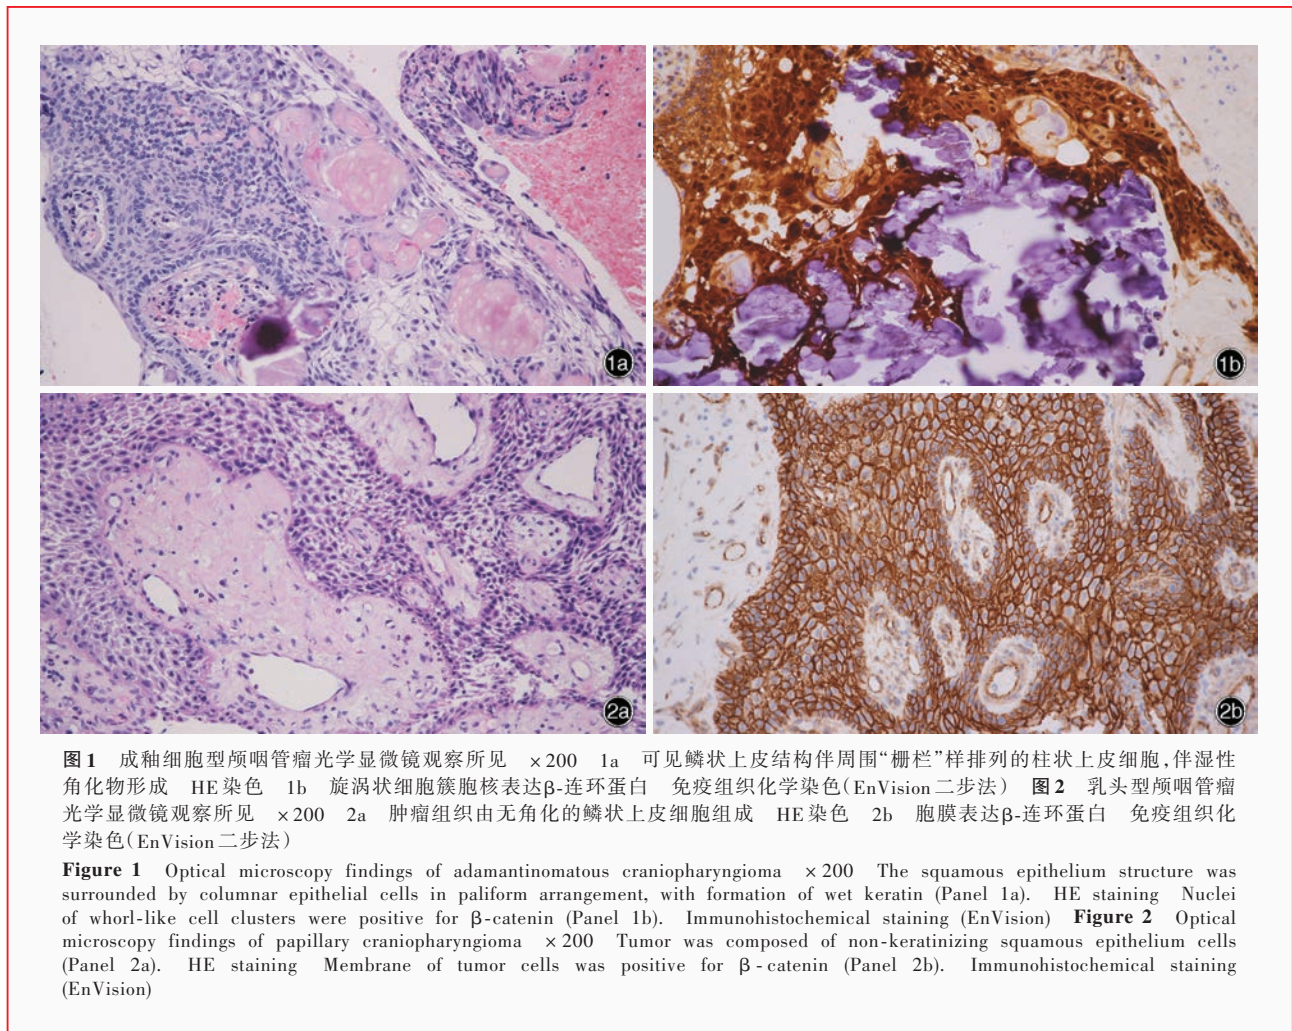 1a
1b
2a
2b
图1 成釉细胞型颅咽管瘤光学显微镜观察所见 ×200 1a 可见鳞状上皮结构伴周围“栅栏”样排列的柱状上皮细胞,伴湿性
角化物形成 HE染色 1b 旋涡状细胞簇胞核表达β-连环蛋白 免疫组织化学染色(EnVision二步法) 图2 乳头型颅咽管瘤
光学显微镜观察所见 ×200 2a 肿瘤组织由无角化的鳞状上皮细胞组成 HE染色 2b 胞膜表达β-连环蛋白 免疫组织化
学染色(EnVision二步法)
Figure 1 Optical microscopy findings of adamantinomatous craniopharyngioma ×200 The squamous epithelium structure was
surrounded by columnar epithelial cells in paliform arrangement, with formation of wet keratin (Panel 1a). HE staining Nuclei
of whorl-like cell clusters were positive for β-catenin (Panel 1b). Immunohistochemical staining (EnVision) Figure 2 Optical
microscopy findings of papillary craniopharyngioma ×200 Tumor was composed of non-keratinizing squamous epithelium cells
(Panel 2a). HE staining Membrane of tumor cells was positive for β-catenin (Panel 2b). Immunohistochemical staining
(EnVision)